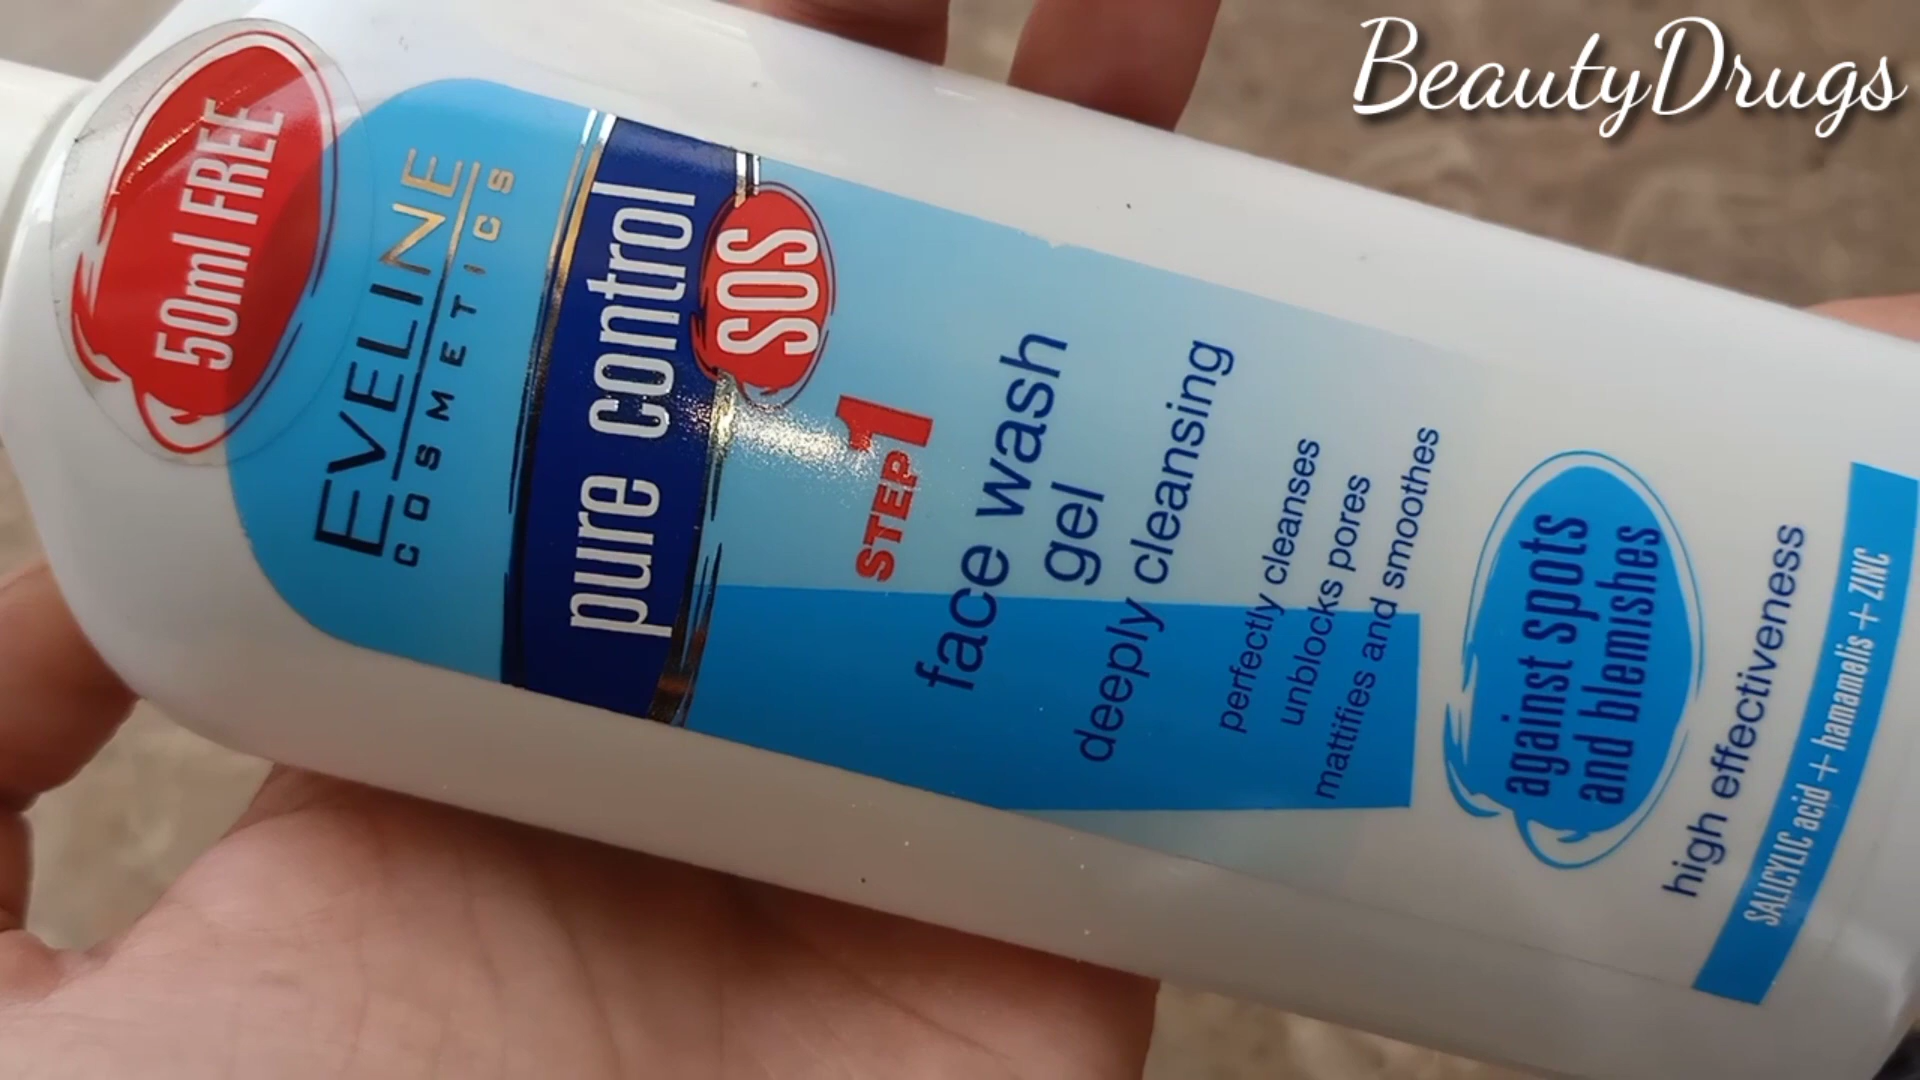 BeautyDrugs
50ml FREE
EVELINE
COSMETICS
pure control
SOS
STEP 1
face wash
gel
deeply cleansing
perfectly cleanses
unblocks pores
mattifies and smoothes
against spots
and blemishes
high effectiveness
SALICYLIC acid + hamamelis + ZINC